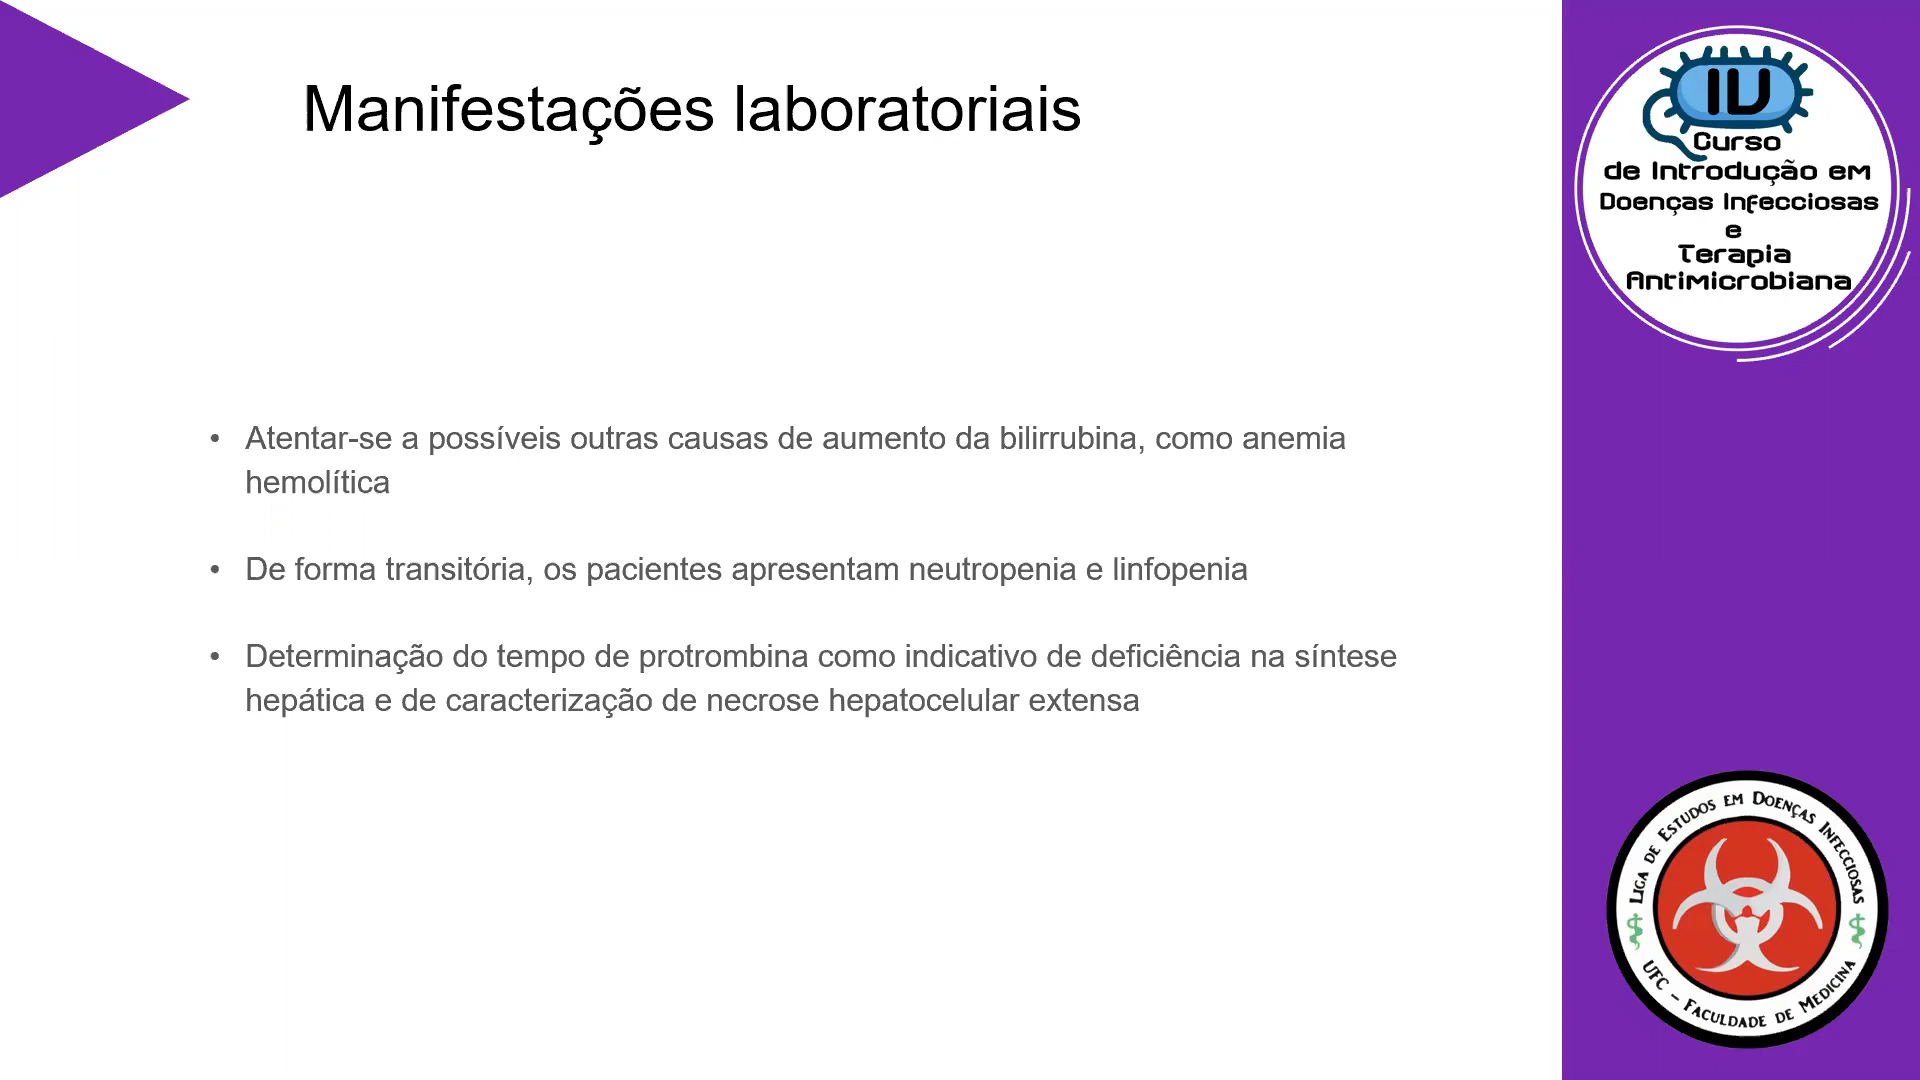 Manifestações laboratoriais
IV
Curso
de Introdução em
Doenças Infecciosas
e
Terapia
Antimicrobiana
• Atentar-se a possíveis outras causas de aumento da bilirrubina, como anemia
hemolítica
• De forma transitória, os pacientes apresentam neutropenia e linfopenia
• Determinação do tempo de protrombina como indicativo de deficiência na síntese
hepática e de caracterização de necrose hepatocelular extensa
Liga de Estudos em Doenças Infecciosas
UFC - Faculdade de Medicina